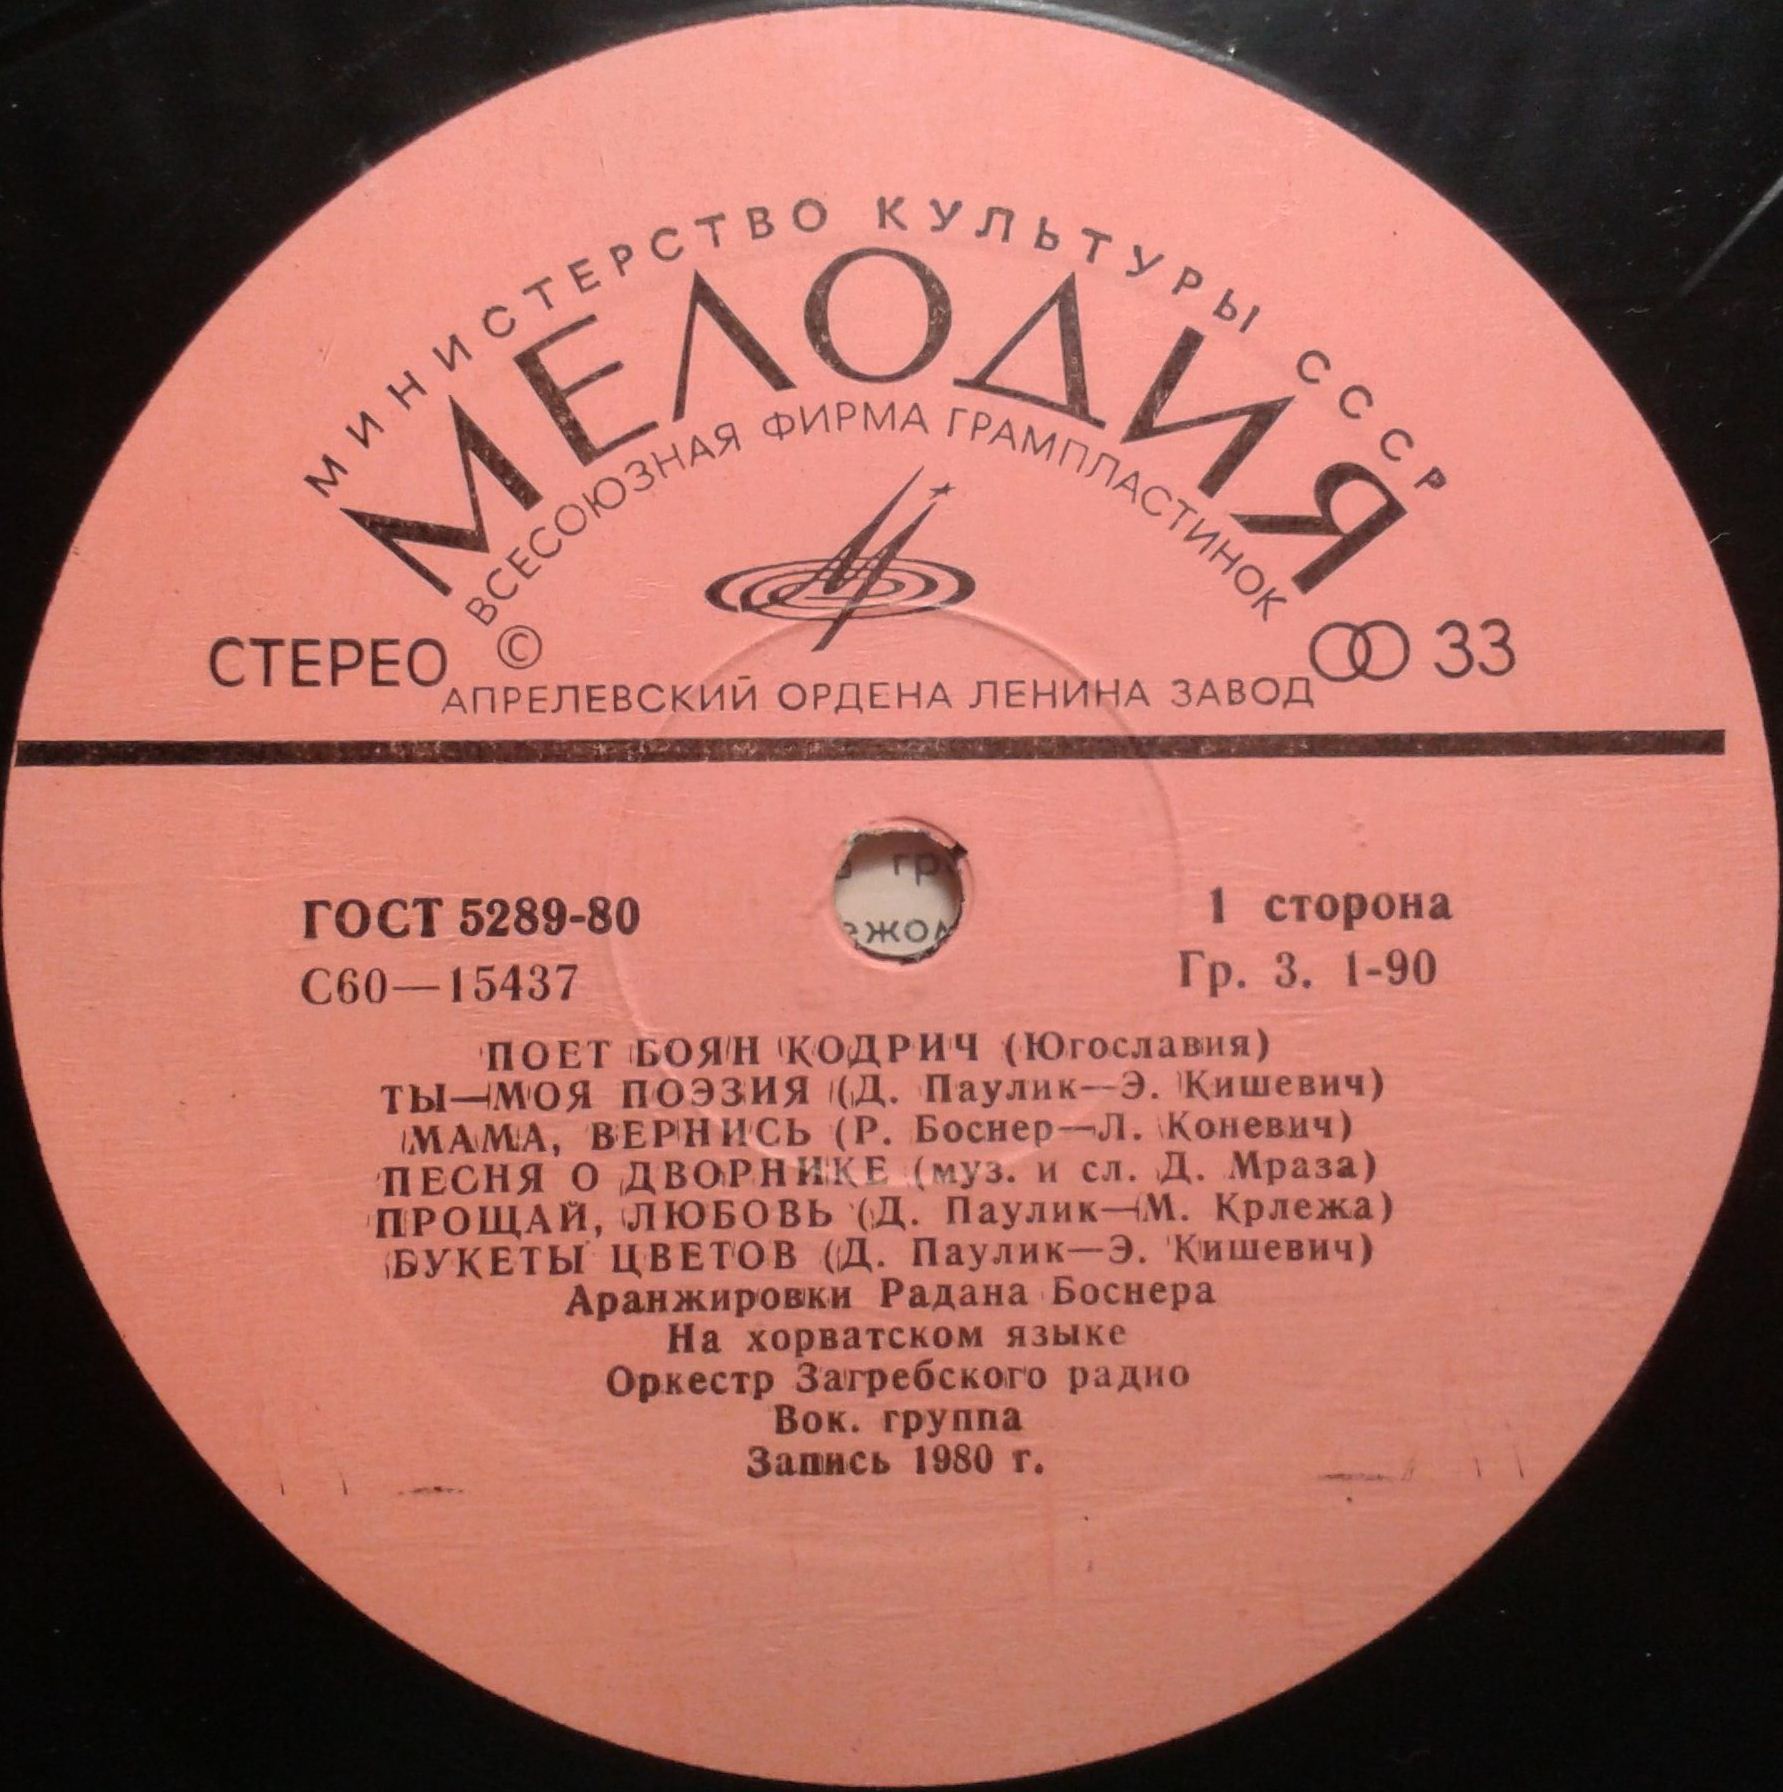 МИНИСТЕРСТВО КУЛЬТУРЫ СССР
МЕЛОДИЯ
ВСЕСОЮЗНАЯ ФИРМА ГРАМПЛАСТИНОК
СТЕРЕО © 33
АПРЕЛЕВСКИЙ ОРДЕНА ЛЕНИНА ЗАВОД
ГОСТ 5289-80
С60—15437
1 сторона
Гр. 3. 1-90
ПОЕТ БОЯН КОДРИЧ (Югославия)
ТЫ—МОЯ ПОЭЗИЯ (Д. Паулик—Э. Кишевич)
МАМА, ВЕРНИСЬ (Р. Боснер—Л. Коневич)
ПЕСНЯ О ДВОРНИКЕ (муз. и сл. Д. Мраза)
ПРОЩАЙ, ЛЮБОВЬ (Д. Паулик—М. Крлежа)
БУКЕТЫ ЦВЕТОВ (Д. Паулик—Э. Кишевич)
Аранжировки Радана Боснера
На хорватском языке
Оркестр Загребского радио
Вок. группа
Запись 1980 г.